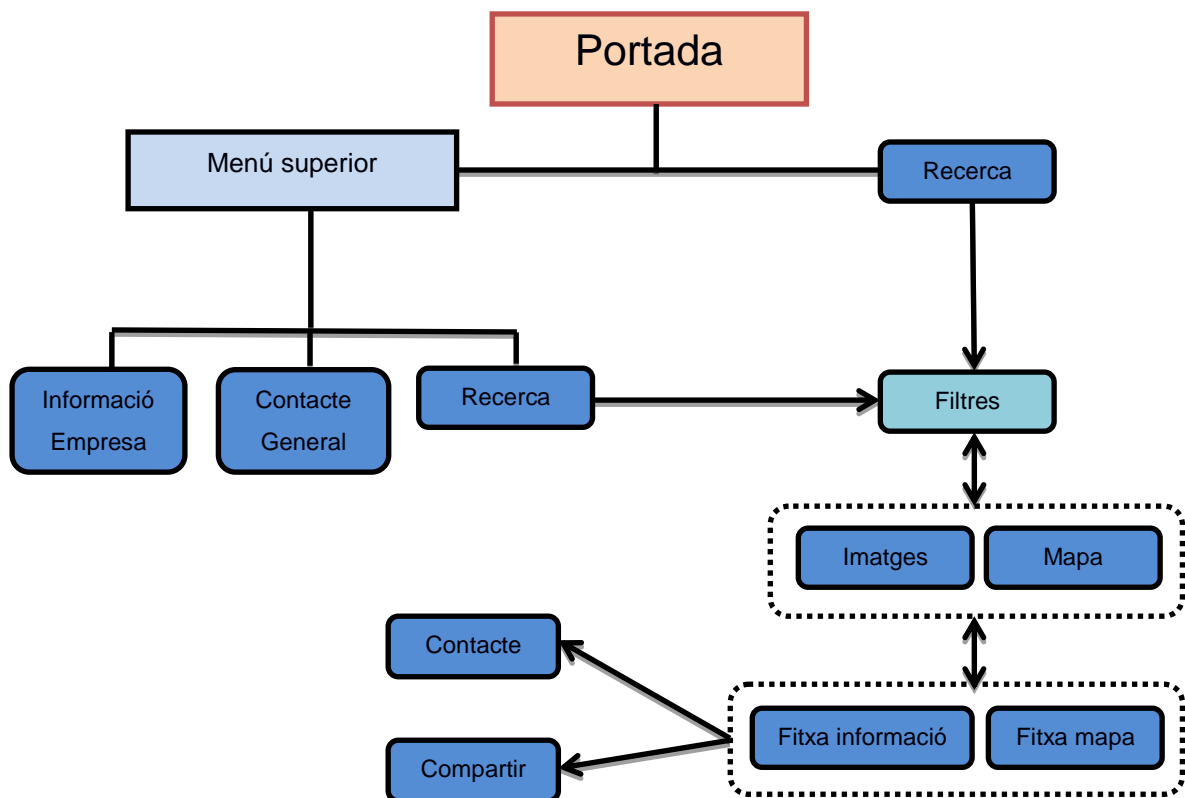 Portada
Menú superior
Recerca
Informació
Empresa
Contacte
General
Recerca
Filtres
Imatges
Mapa
Contacte
Fitxa informació
Fitxa mapa
Compartir